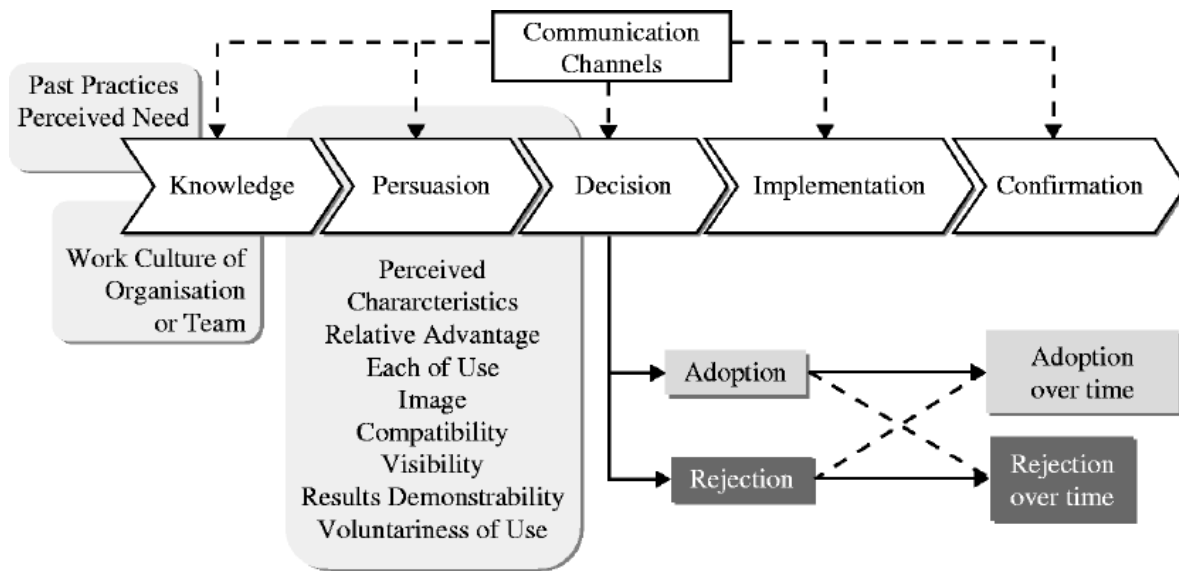 Communication
Channels
Past Practices
Perceived Need
Knowledge
Persuasion
Decision
Implementation
Confirmation
Work Culture of
Organisation
or Team
Perceived
Chararcteristics
Relative Advantage
Each of Use
Image
Compatibility
Visibility
Results Demonstrability
Voluntariness of Use
Adoption
Adoption
over time
Rejection
Rejection
over time